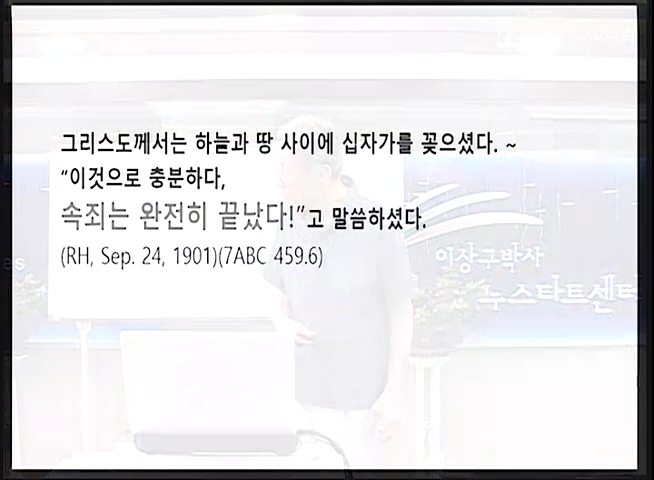 그리스도께서는 하늘과 땅 사이에 십자가를 꽂으셨다. ~
“이것으로 충분하다,
속죄는 완전히 끝났다!”고 말씀하셨다.
(RH, Sep. 24, 1901)(7ABC 459.6)
이상구박사
뉴스타트센터